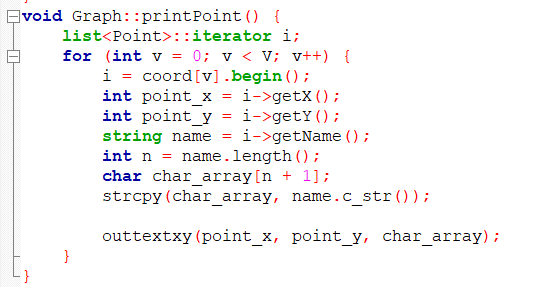 void Graph::printPoint() {
    list<Point>::iterator i;
    for (int v = 0; v < V; v++) {
        i = coord[v].begin();
        int point_x = i->getX();
        int point_y = i->getY();
        string name = i->getName();
        int n = name.length();
        char char_array[n + 1];
        strcpy(char_array, name.c_str());

        outtextxy(point_x, point_y, char_array);
    }
}